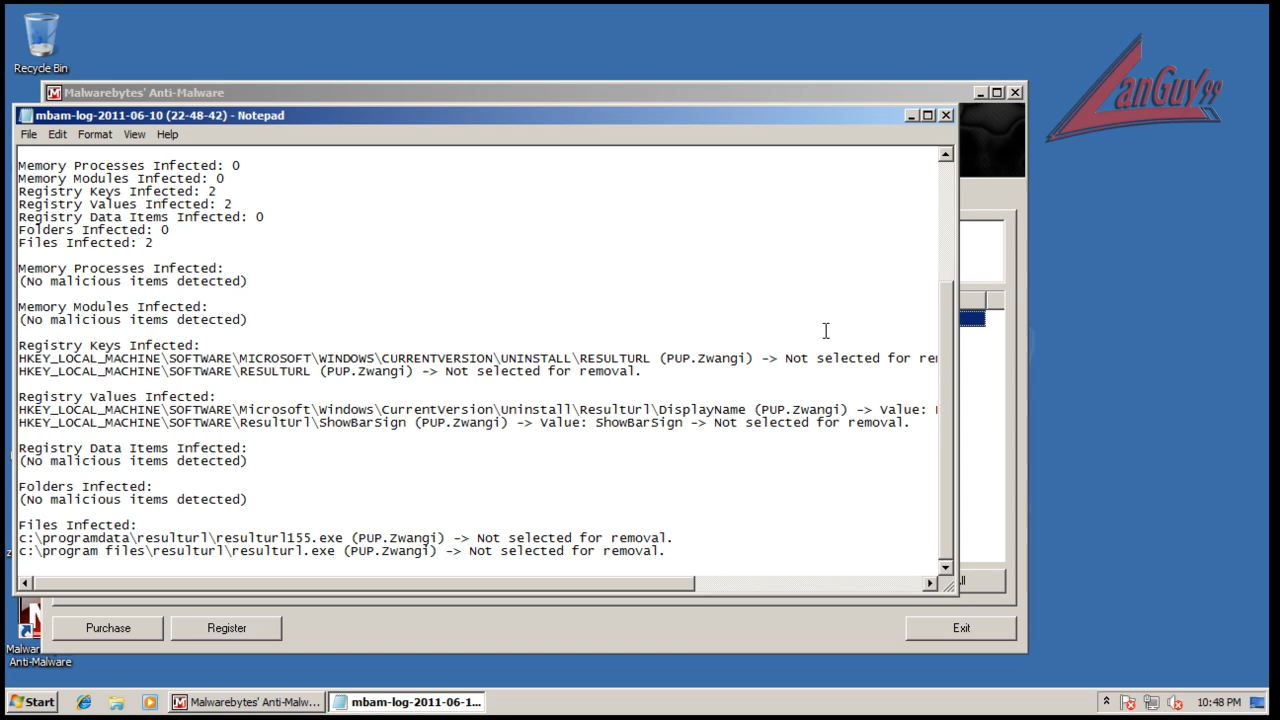 Recycle Bin
LanGuy99
Malwarebytes' Anti-Malware
mbam-log-2011-06-10 (22-48-42) - Notepad
File Edit Format View Help
Memory Processes Infected: 0
Memory Modules Infected: 0
Registry Keys Infected: 2
Registry Values Infected: 2
Registry Data Items Infected: 0
Folders Infected: 0
Files Infected: 2
Memory Processes Infected:
(No malicious items detected)
Memory Modules Infected:
(No malicious items detected)
Registry Keys Infected:
HKEY_LOCAL_MACHINE\SOFTWARE\MICROSOFT\WINDOWS\CURRENTVERSION\UNINSTALL\RESULTURL (PUP.Zwangi) -> Not selected for rem
HKEY_LOCAL_MACHINE\SOFTWARE\RESULTURL (PUP.Zwangi) -> Not selected for removal.
Registry Values Infected:
HKEY_LOCAL_MACHINE\SOFTWARE\Microsoft\Windows\CurrentVersion\Uninstall\ResultUrl\DisplayName (PUP.Zwangi) -> Value:
HKEY_LOCAL_MACHINE\SOFTWARE\ResultUrl\ShowBarSign (PUP.Zwangi) -> Value: ShowBarSign -> Not selected for removal.
Registry Data Items Infected:
(No malicious items detected)
Folders Infected:
(No malicious items detected)
Files Infected:
c:\programdata\resulturl\resulturl155.exe (PUP.Zwangi) -> Not selected for removal.
c:\program files\resulturl\resulturl.exe (PUP.Zwangi) -> Not selected for removal.
Purchase Register Exit
Malwar
Anti-Malware
Start Malwarebytes' Anti-Malw... mbam-log-2011-06-1... 10:48 PM